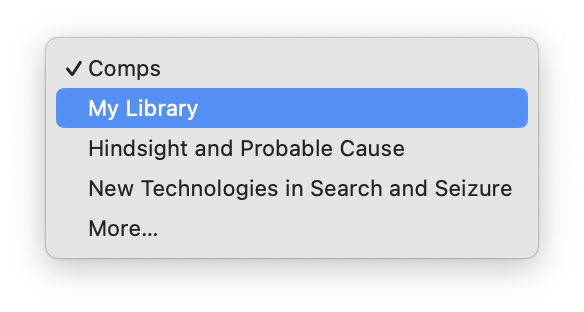 ✓ Comps
My Library
Hindsight and Probable Cause
New Technologies in Search and Seizure
More...